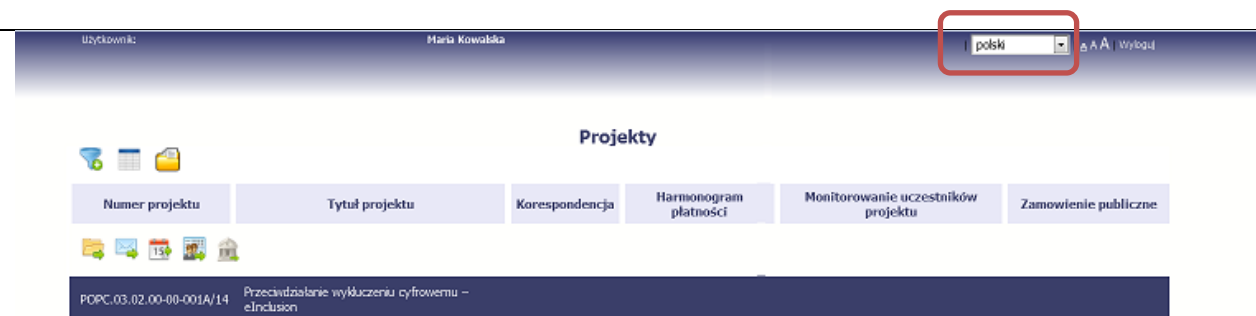 Użytkownik: Maria Kowalska | polski A A A | Wyloguj
Projekty
Numer projektu Tytuł projektu Korespondencja Harmonogram płatności Monitorowanie uczestników projektu Zamowienie publiczne
15
POPC.03.02.00-00-001A/14 Przeciwdziałanie wykluczeniu cyfrowemu –
eInclusion